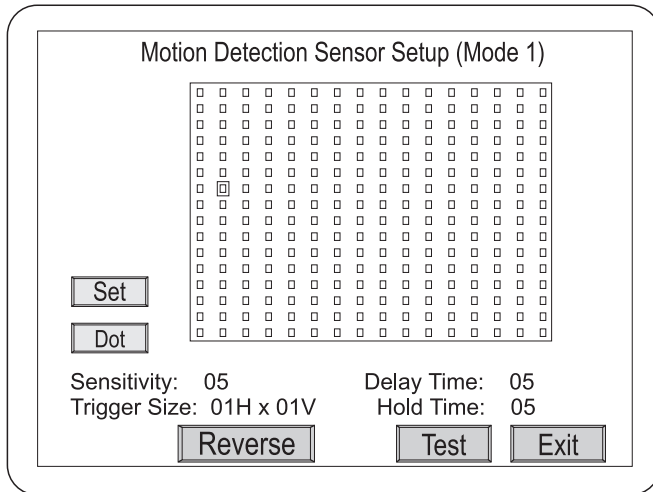 Motion Detection Sensor Setup (Mode 1)
Set
Dot
Sensitivity: 05 Delay Time: 05
Trigger Size: 01H x 01V Hold Time: 05
Reverse Test Exit